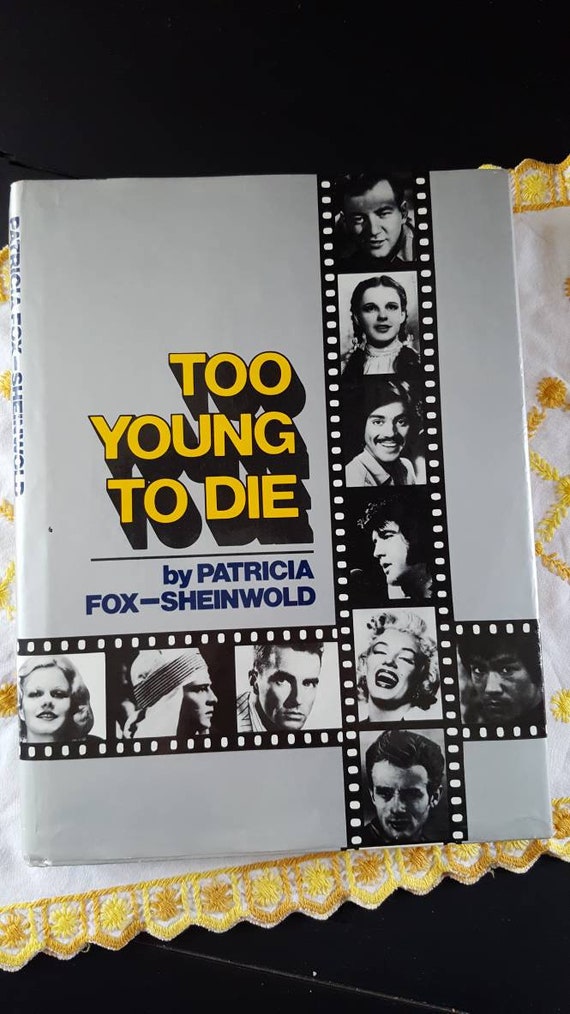 PATRICIA FOX-SHEINWOLD
TOO
YOUNG
TO DIE
by PATRICIA
FOX-SHEINWOLD